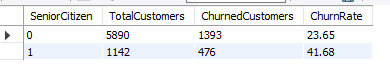 SeniorCitizen TotalCustomers ChurnedCustomers ChurnRate
0 5890 1393 23.65
1 1142 476 41.68